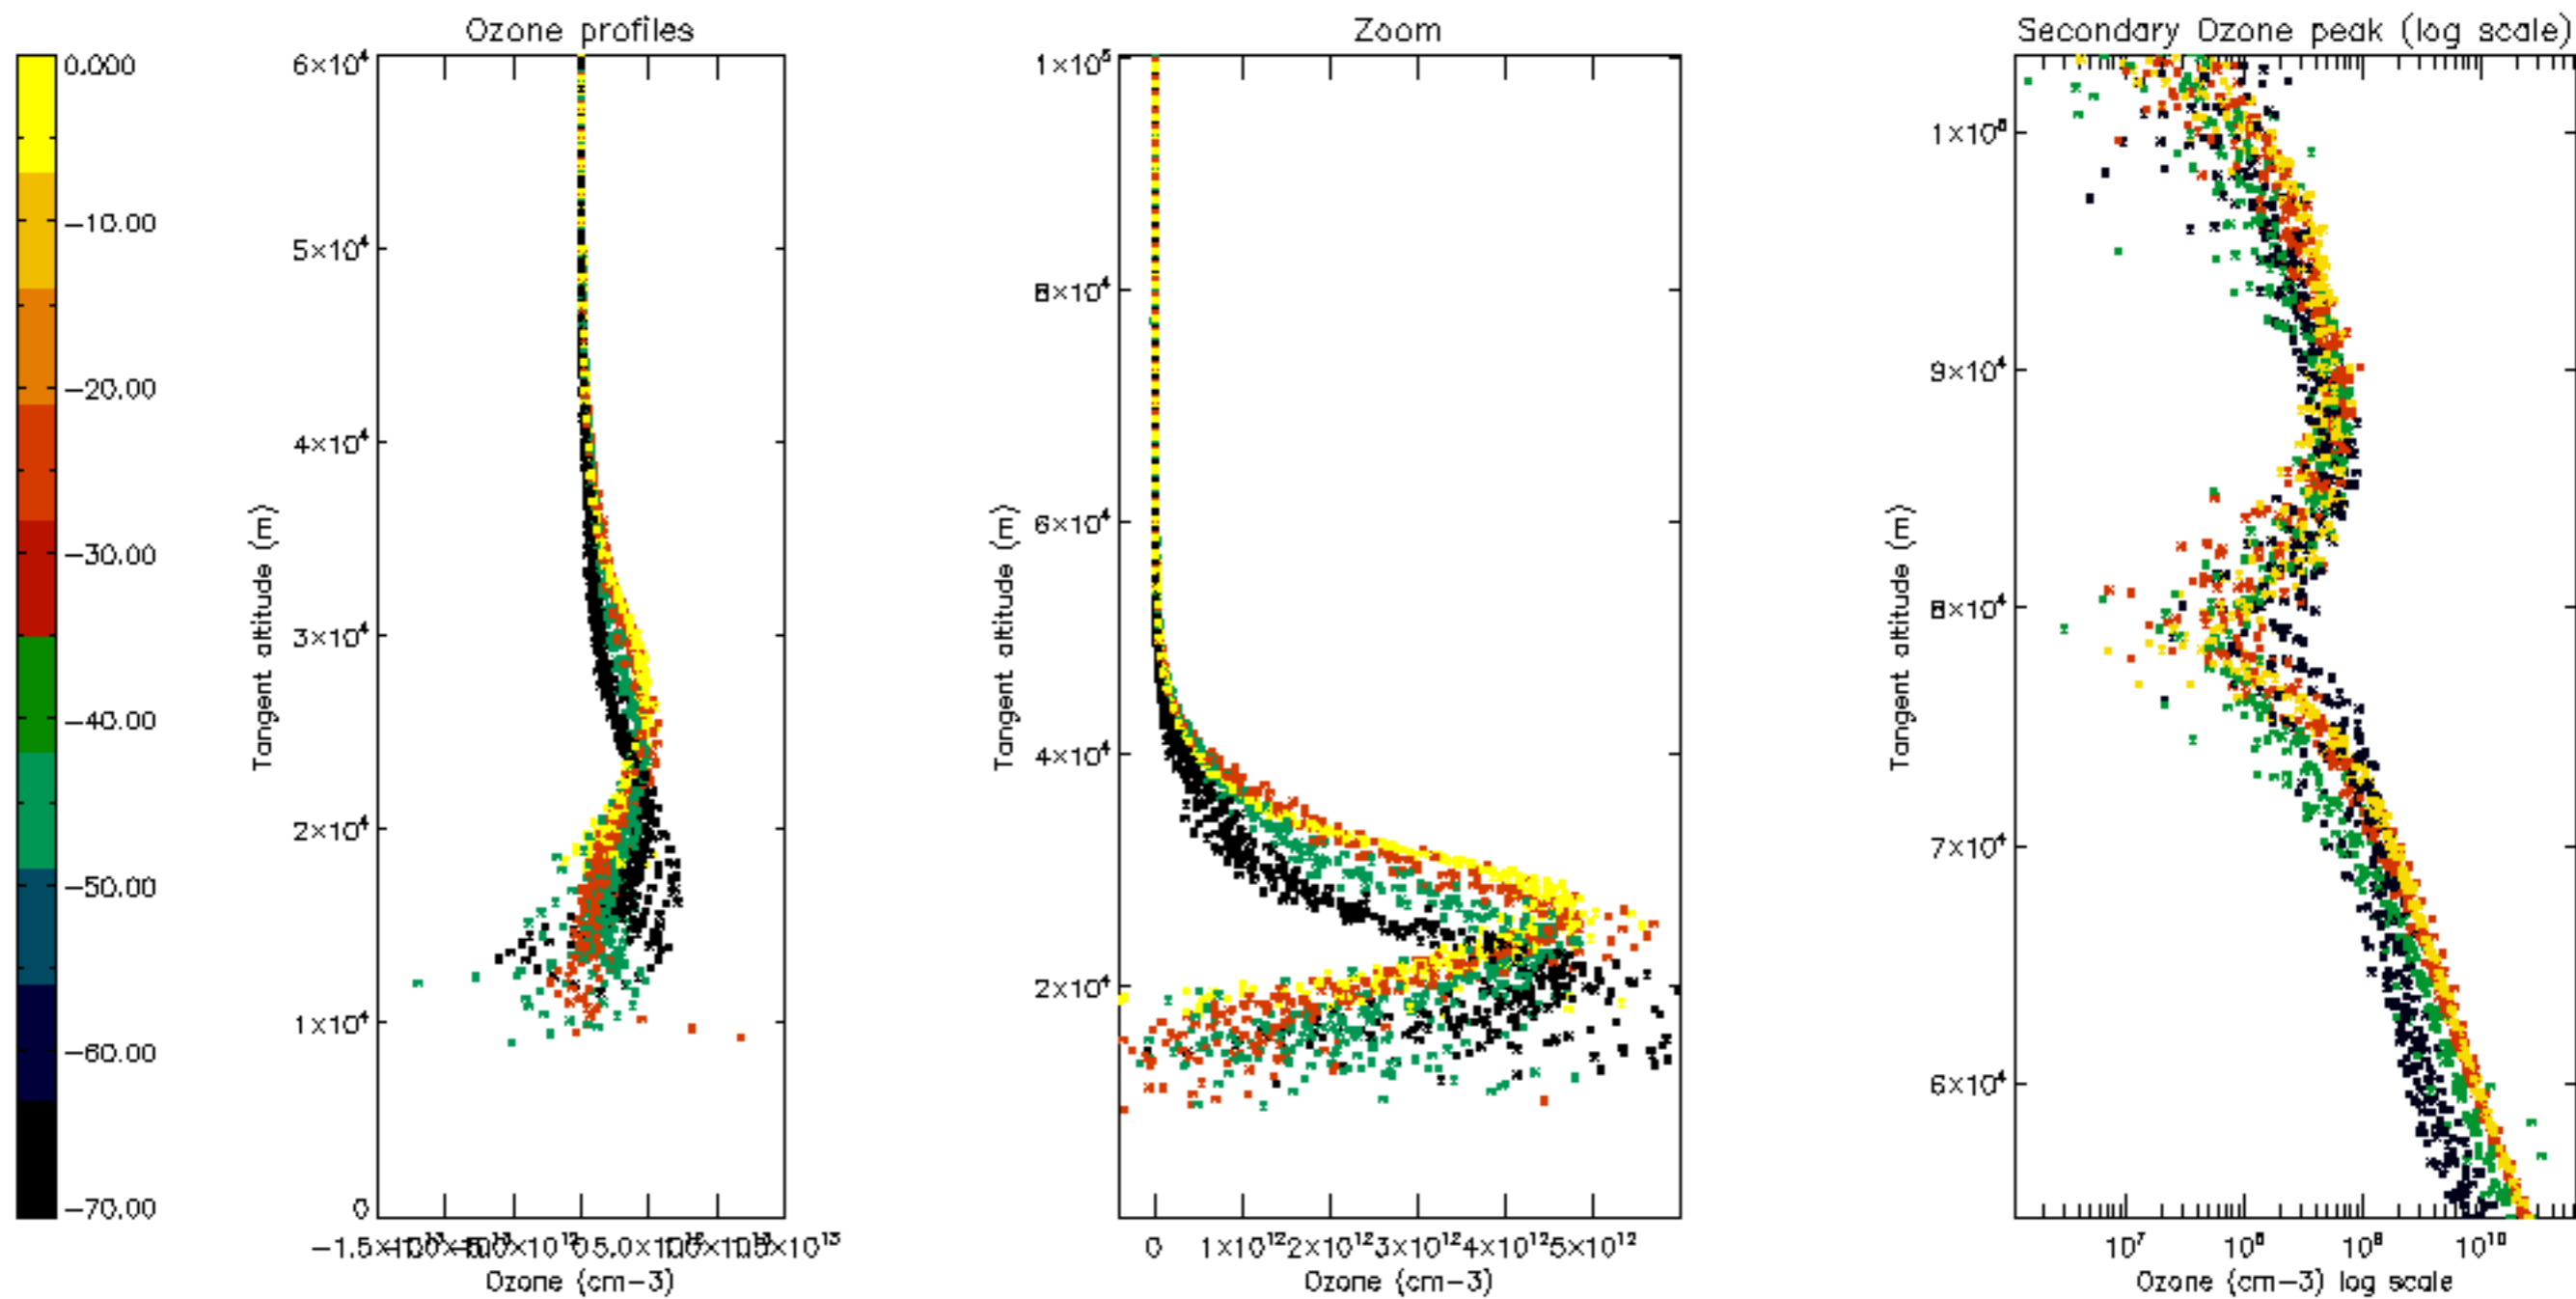 Ozone profiles
Zoom
Secondary Ozone peak (log scale)
0.000
−10.00
−20.00
−30.00
−40.00
−50.00
−60.00
−70.00
6×10⁴
5×10⁴
4×10⁴
3×10⁴
2×10⁴
1×10⁴
0
Tangent altitude (m)
Ozone (cm−3)
1×10⁵
8×10⁴
6×10⁴
4×10⁴
2×10⁴
Tangent altitude (m)
0 1×10¹² 2×10¹² 3×10¹² 4×10¹² 5×10¹²
Ozone (cm−3)
9×10⁴
8×10⁴
7×10⁴
6×10⁴
Tangent altitude (m)
10⁷ 10⁸ 10⁹ 10¹⁰
Ozone (cm−3) log scale